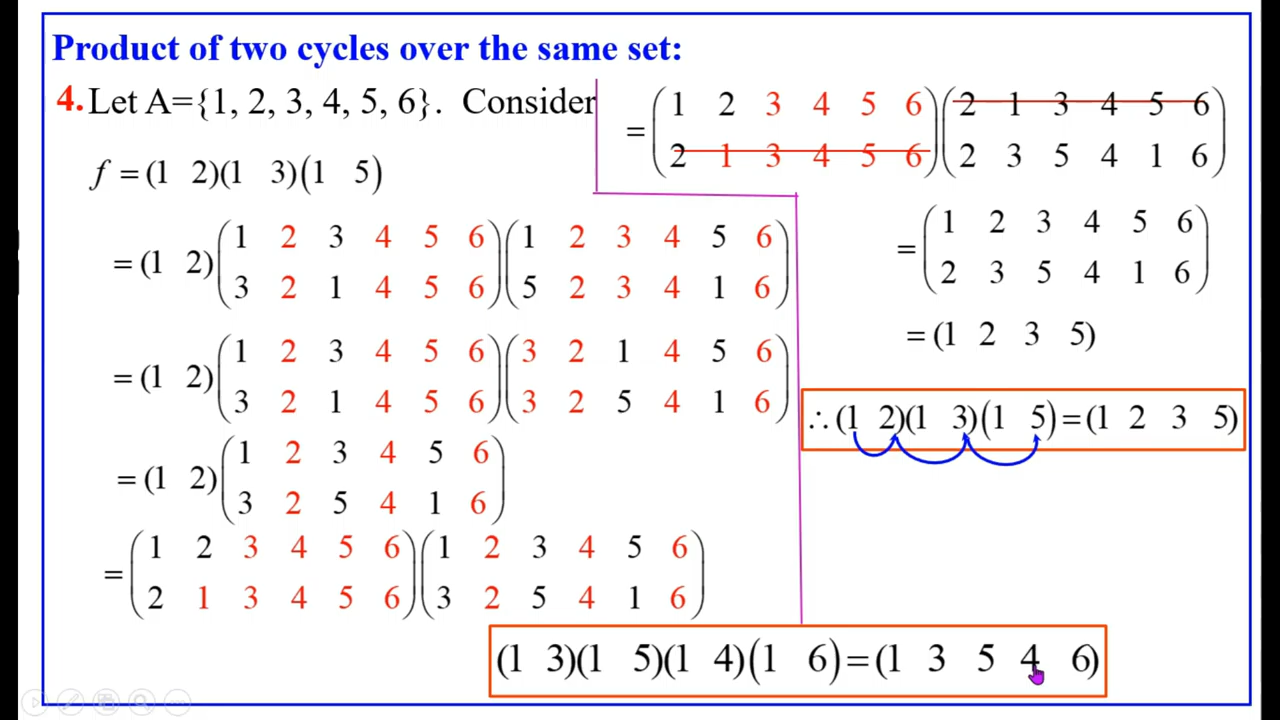 Product of two cycles over the same set:
4. Let A={1, 2, 3, 4, 5, 6}. Consider
f = (1 2)(1 3)(1 5)
= (1 2)(1 2 3 4 5 6)(1 2 3 4 5 6)
(3 2 1 4 5 6)(5 2 3 4 1 6)
= (1 2)(1 2 3 4 5 6)(3 2 1 4 5 6)
(3 2 1 4 5 6)(3 2 5 4 1 6)
= (1 2)(1 2 3 4 5 6)
(3 2 5 4 1 6)
= (1 2 3 4 5 6)(1 2 3 4 5 6)
(2 1 3 4 5 6)(3 2 5 4 1 6)
= (1 2 3 4 5 6)(2 1 3 4 5 6)
(2 1 3 4 5 6)(2 3 5 4 1 6)
= (1 2 3 4 5 6)
(2 3 5 4 1 6)
= (1 2 3 5)
∴ (1 2)(1 3)(1 5) = (1 2 3 5)
(1 3)(1 5)(1 4)(1 6) = (1 3 5 4 6)